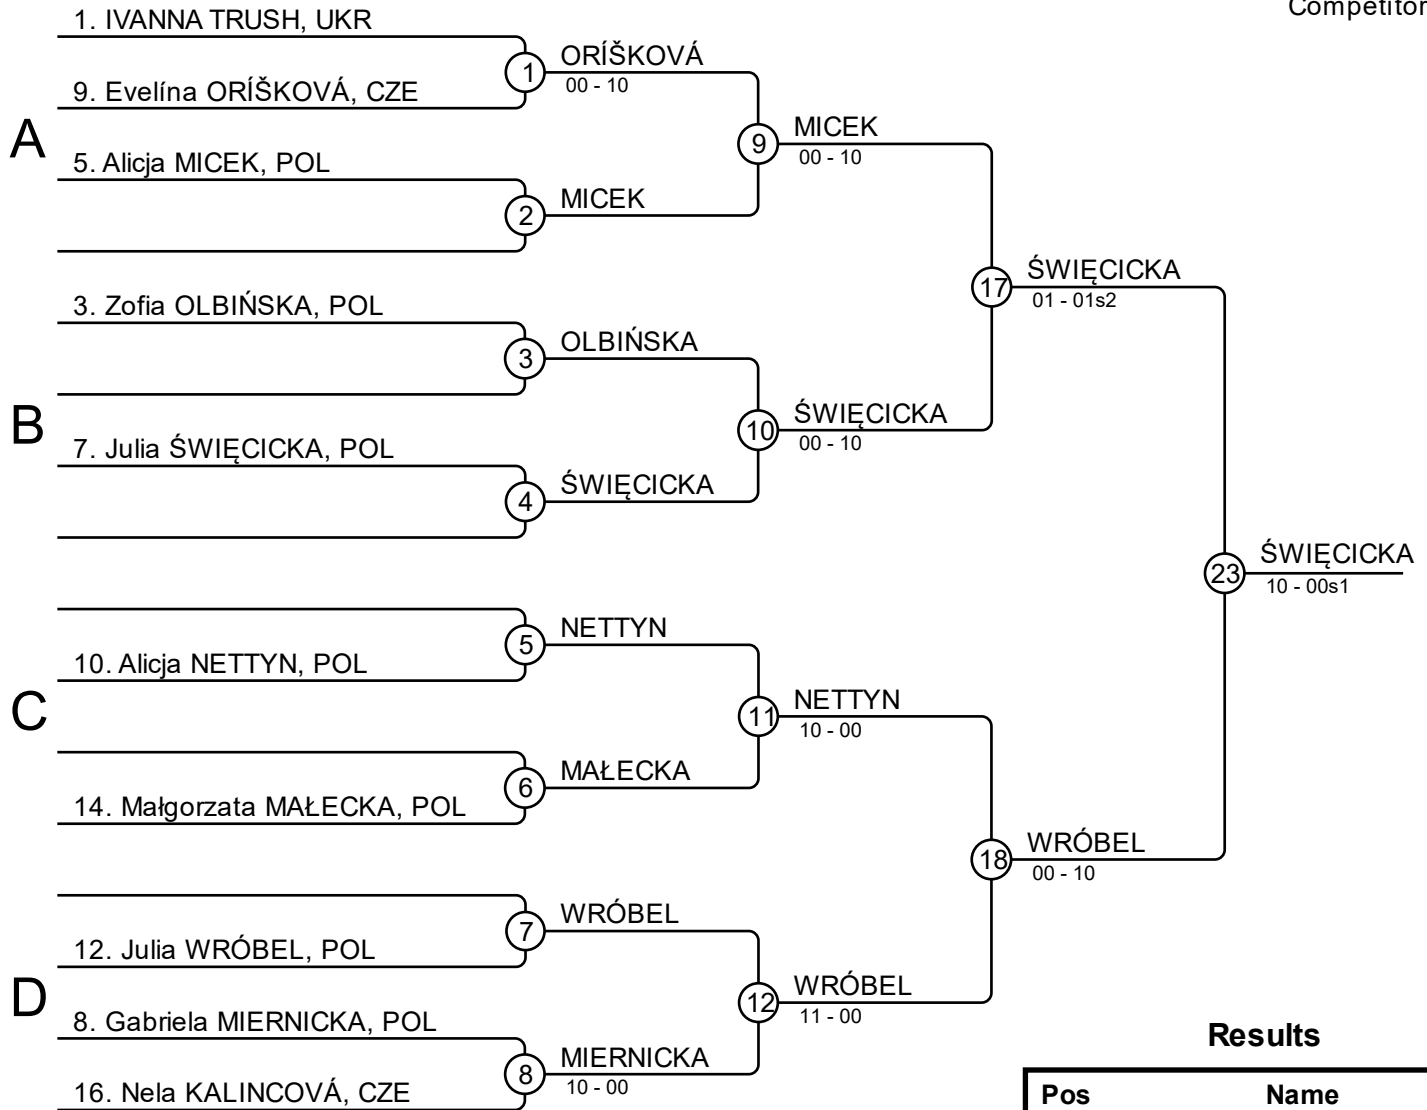 Competitor
1. IVANNA TRUSH, UKR
1
ORÍŠKOVÁ
00 - 10
9. Evelína ORÍŠKOVÁ, CZE
A
9
MICEK
00 - 10
5. Alicja MICEK, POL
2
MICEK
17
ŚWIĘCICKA
01 - 01s2
3. Zofia OLBIŃSKA, POL
3
OLBIŃSKA
B
10
ŚWIĘCICKA
00 - 10
7. Julia ŚWIĘCICKA, POL
4
ŚWIĘCICKA
23
ŚWIĘCICKA
10 - 00s1
5
NETTYN
10. Alicja NETTYN, POL
C
11
NETTYN
10 - 00
6
MAŁECKA
14. Małgorzata MAŁECKA, POL
18
WRÓBEL
00 - 10
7
WRÓBEL
12. Julia WRÓBEL, POL
D
12
WRÓBEL
11 - 00
8. Gabriela MIERNICKA, POL
8
MIERNICKA
10 - 00
16. Nela KALINCOVÁ, CZE
Results
Pos Name